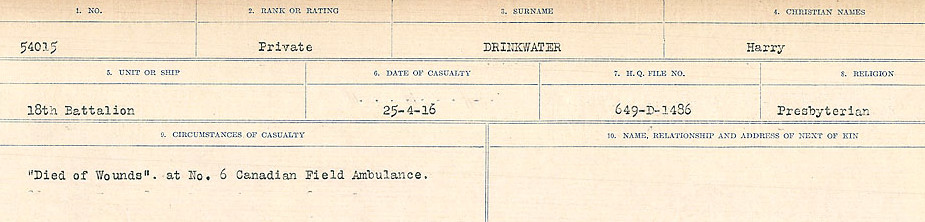 1. NO. 2. RANK OR RATING 3. SURNAME 4. CHRISTIAN NAMES
54015 Private DRINKWATER Harry
5. UNIT OR SHIP 6. DATE OF CASUALTY 7. H.Q. FILE NO. 8. RELIGION
18th Battalion 25-4-16 649-D-1486 Presbyterian
9. CIRCUMSTANCES OF CASUALTY 10. NAME, RELATIONSHIP AND ADDRESS OF NEXT OF KIN
"Died of Wounds". at No. 6 Canadian Field Ambulance.